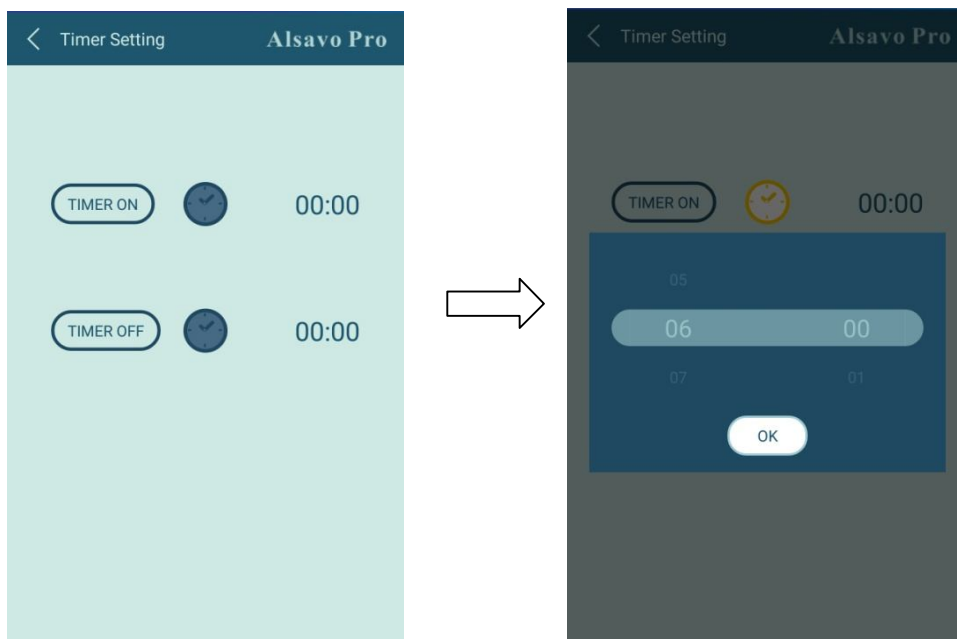 Timer Setting Alsavo Pro
TIMER ON 00:00
TIMER OFF 00:00
Timer Setting Alsavo Pro
TIMER ON 00:00
05
06 00
07 01
OK